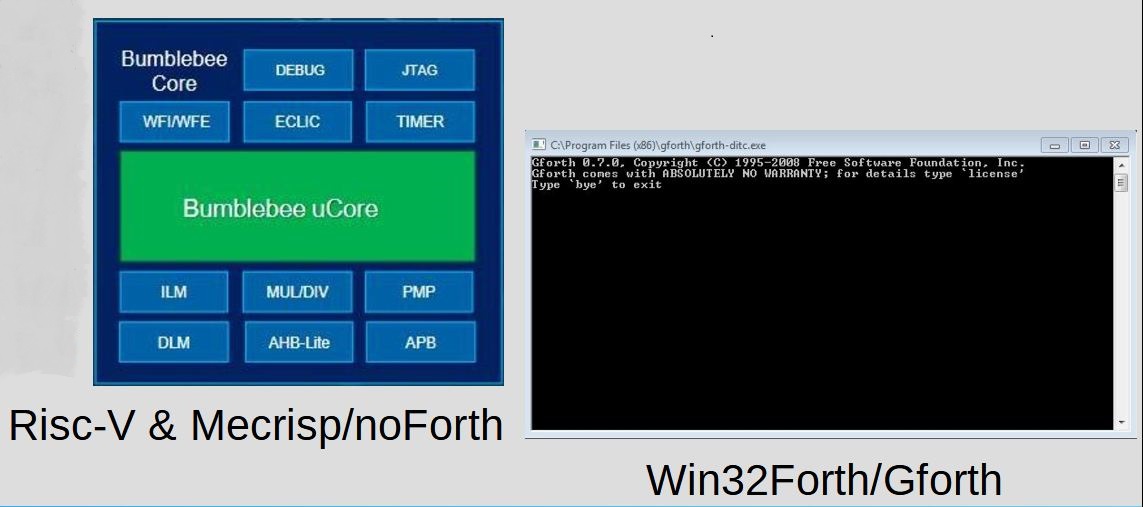 Bumblebee
Core
DEBUG
JTAG
WFI/WFE
ECLIC
TIMER
Bumblebee uCore
ILM
MUL/DIV
PMP
DLM
AHB-Lite
APB
Risc-V & Mecrisp/noForth
C:\Program Files (x86)\gforth\gforth-ditc.exe
Gforth 0.7.0, Copyright (C) 1995-2008 Free Software Foundation, Inc.
Gforth comes with ABSOLUTELY NO WARRANTY; for details type `license'
Type `bye' to exit
Win32Forth/Gforth